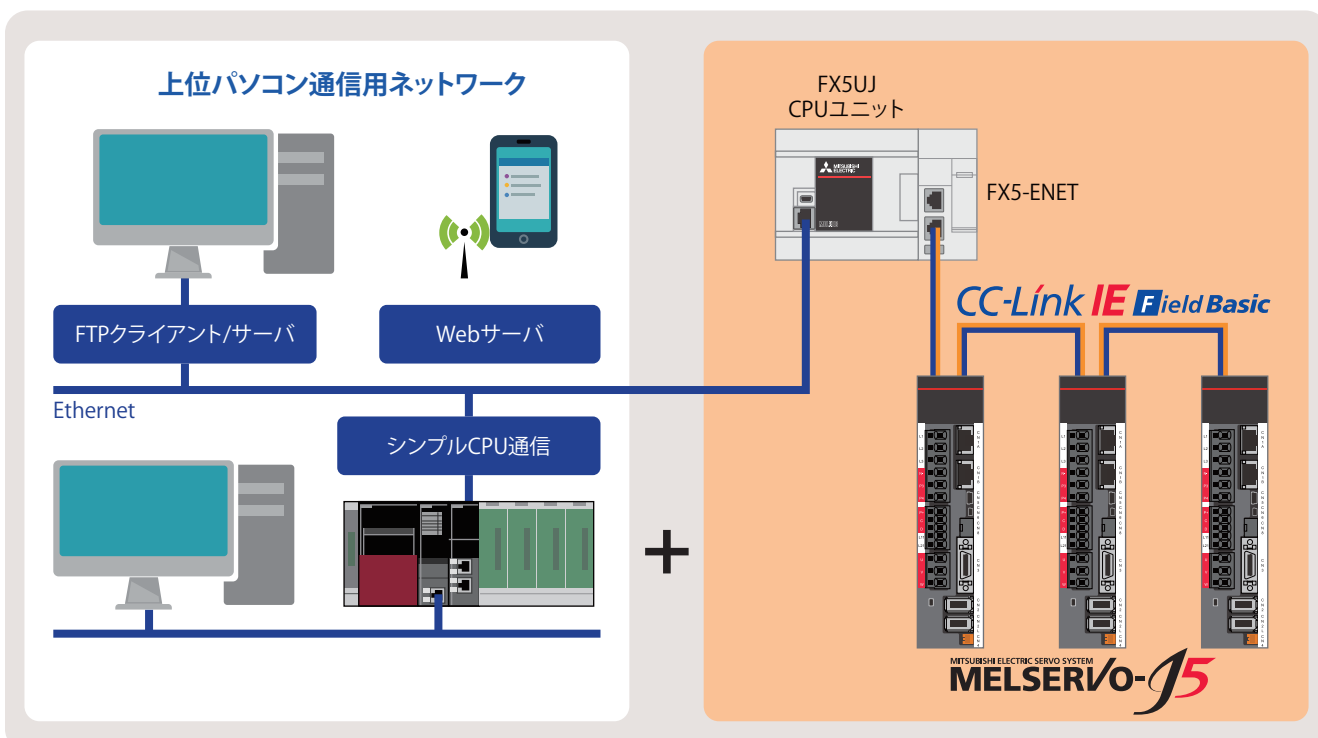 上位パソコン通信用ネットワーク
FTPクライアント/サーバ
Webサーバ
Ethernet
シンプルCPU通信
+
FX5UJ
CPUユニット
MITSUBISHI
ELECTRIC
FX5-ENET
CC-Link IE Field Basic
MITSUBISHI ELECTRIC SERVO SYSTEM
MELSERVO-J5